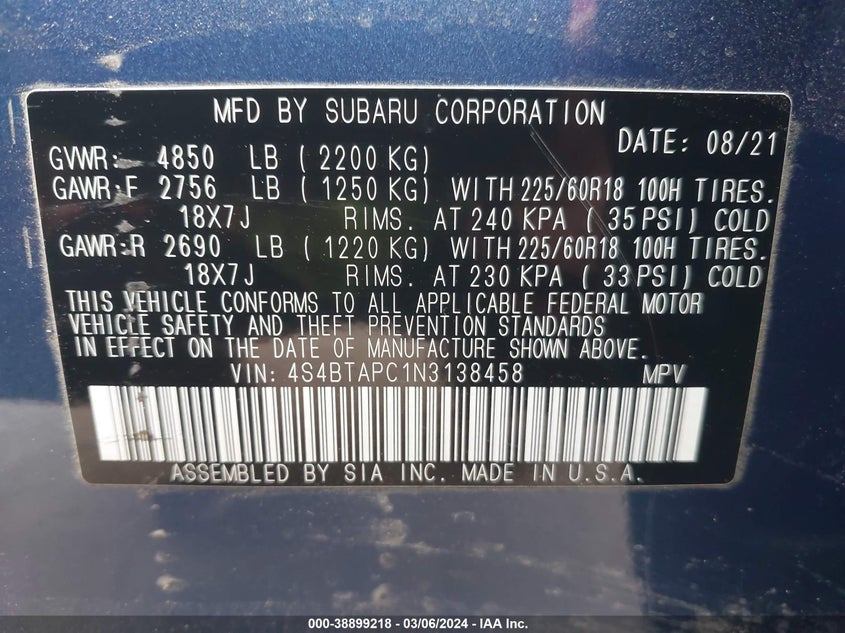 MFD BY SUBARU CORPORATION
DATE: 08/21
GVWR: 4850 LB ( 2200 KG)
GAWR:F 2756 LB ( 1250 KG) WITH 225/60R18 100H TIRES.
18X7J RIMS. AT 240 KPA ( 35 PSI) COLD
GAWR:R 2690 LB ( 1220 KG) WITH 225/60R18 100H TIRES.
18X7J RIMS. AT 230 KPA ( 33 PSI) COLD
THIS VEHICLE CONFORMS TO ALL APPLICABLE FEDERAL MOTOR
VEHICLE SAFETY AND THEFT PREVENTION STANDARDS
IN EFFECT ON THE DATE OF MANUFACTURE SHOWN ABOVE.
VIN: 4S4BTAPC1N3138458 MPV
ASSEMBLED BY SIA INC. MADE IN U.S.A.
000-38899218 - 03/06/2024 - IAA Inc.